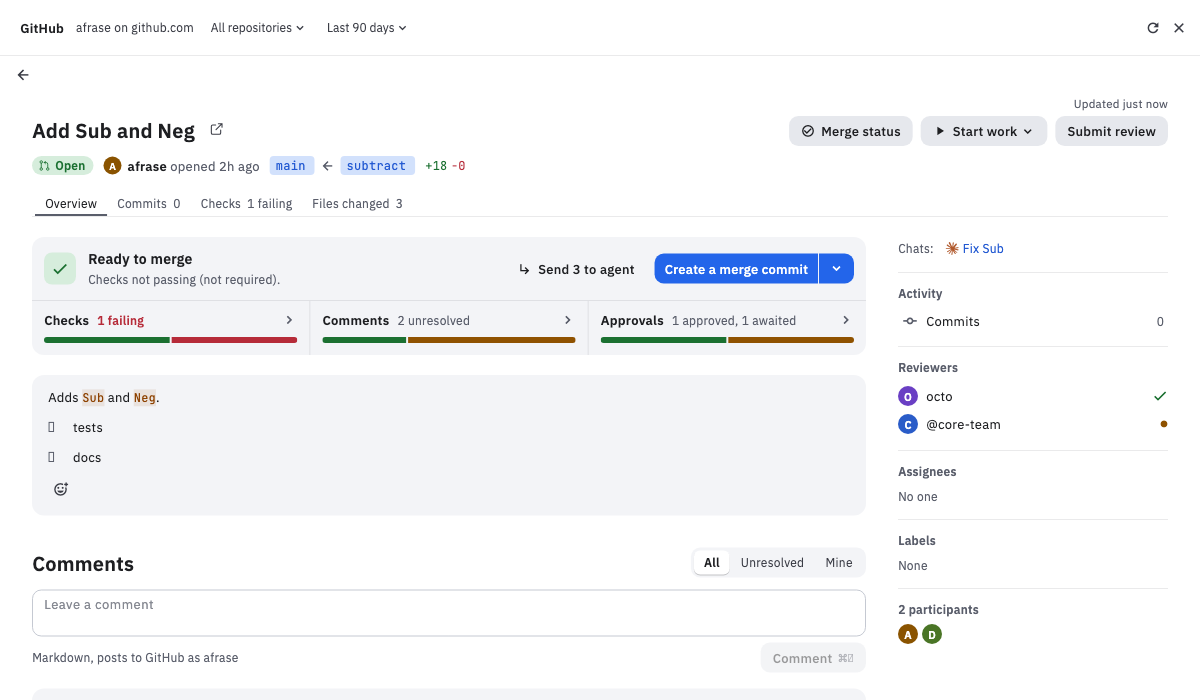 GitHub afrase on github.com All repositories Last 90 days
Updated just now
Add Sub and Neg
Merge status Start work Submit review
Open A afrase opened 2h ago main ← subtract +18 -0
Overview Commits 0 Checks 1 failing Files changed 3
Ready to merge
Checks not passing (not required).
Send 3 to agent Create a merge commit
Checks 1 failing
Comments 2 unresolved
Approvals 1 approved, 1 awaited
Adds Sub and Neg.
tests
docs
Comments
All Unresolved Mine
Leave a comment
Markdown, posts to GitHub as afrase
Comment ⌘
Chats: Fix Sub
Activity
Commits 0
Reviewers
O octo
C @core-team
Assignees
No one
Labels
None
2 participants
A D